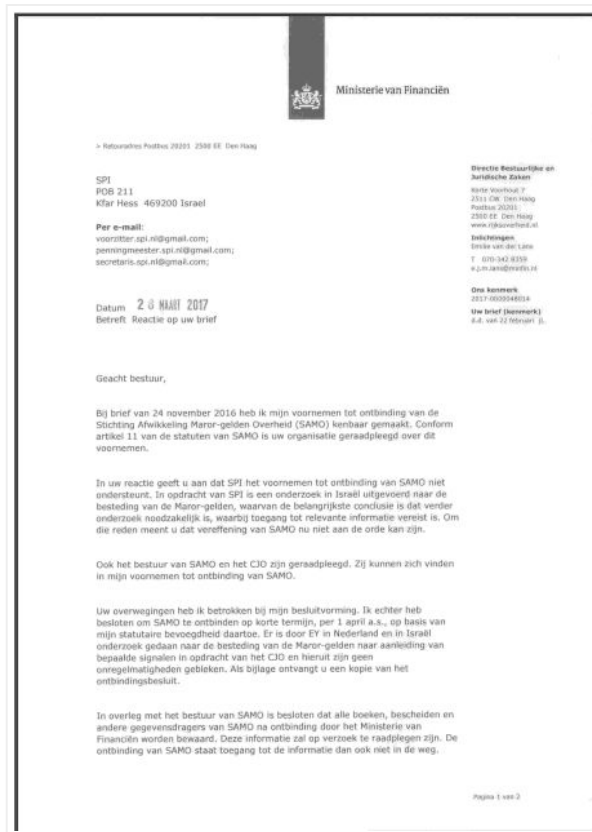 Ministerie van Financiën
> Retouradres Postbus 20201 2500 EE Den Haag
SPI
POB 211
Kfar Hess 469200 Israel
Per e-mail:
voorzitter.spi.nl@gmail.com;
penningmeester.spi.nl@gmail.com;
secretaris.spi.nl@gmail.com;
Datum 28 MAART 2017
Betreft Reactie op uw brief
Directie Bestuurlijke en
Juridische Zaken
Korte Voorhout 7
2511 CW Den Haag
Postbus 20201
2500 EE Den Haag
www.rijksoverheid.nl
Inlichtingen
T 070-342 8359
Ons kenmerk
2017-0000048014
Uw brief (kenmerk)
d.d. van 22 februari jl.
Geacht bestuur,
Bij brief van 24 november 2016 heb ik mijn voornemen tot ontbinding van de
Stichting Afwikkeling Maror-gelden Overheid (SAMO) kenbaar gemaakt. Conform
artikel 11 van de statuten van SAMO is uw organisatie geraadpleegd over dit
voornemen.
In uw reactie geeft u aan dat SPI het voornemen tot ontbinding van SAMO niet
ondersteunt. In opdracht van SPI is een onderzoek in Israël uitgevoerd naar de
besteding van de Maror-gelden, waarvan de belangrijkste conclusie is dat verder
onderzoek noodzakelijk is, waarbij toegang tot relevante informatie vereist is. Om
die reden meent u dat vereffening van SAMO nu niet aan de orde kan zijn.
Ook het bestuur van SAMO en het CJO zijn geraadpleegd. Zij kunnen zich vinden
in mijn voornemen tot ontbinding van SAMO.
Uw overwegingen heb ik betrokken bij mijn besluitvorming. Ik echter heb
besloten om SAMO te ontbinden op korte termijn, per 1 april a.s., op basis van
mijn statutaire bevoegdheid daartoe. Er is door EY in Nederland en in Israël
onderzoek gedaan naar de besteding van de Maror-gelden naar aanleiding van
bepaalde signalen in opdracht van het CJO en hieruit zijn geen
onregelmatigheden gebleken. Als bijlage ontvangt u een kopie van het
ontbindingsbesluit.
In overleg met het bestuur van SAMO is besloten dat alle boeken, bescheiden en
andere gegevensdragers van SAMO na ontbinding door het Ministerie van
Financiën worden bewaard. Deze informatie zal op verzoek te raadplegen zijn. De
ontbinding van SAMO staat toegang tot de informatie dan ook niet in de weg.
Pagina 1 van 2